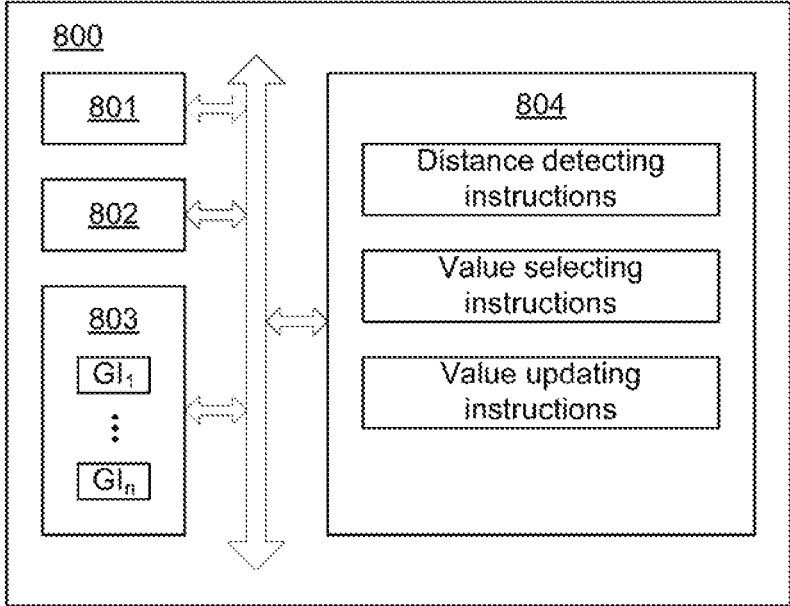 800
801
802
803
GI₁
GIₙ
804
Distance detecting
instructions
Value selecting
instructions
Value updating
instructions